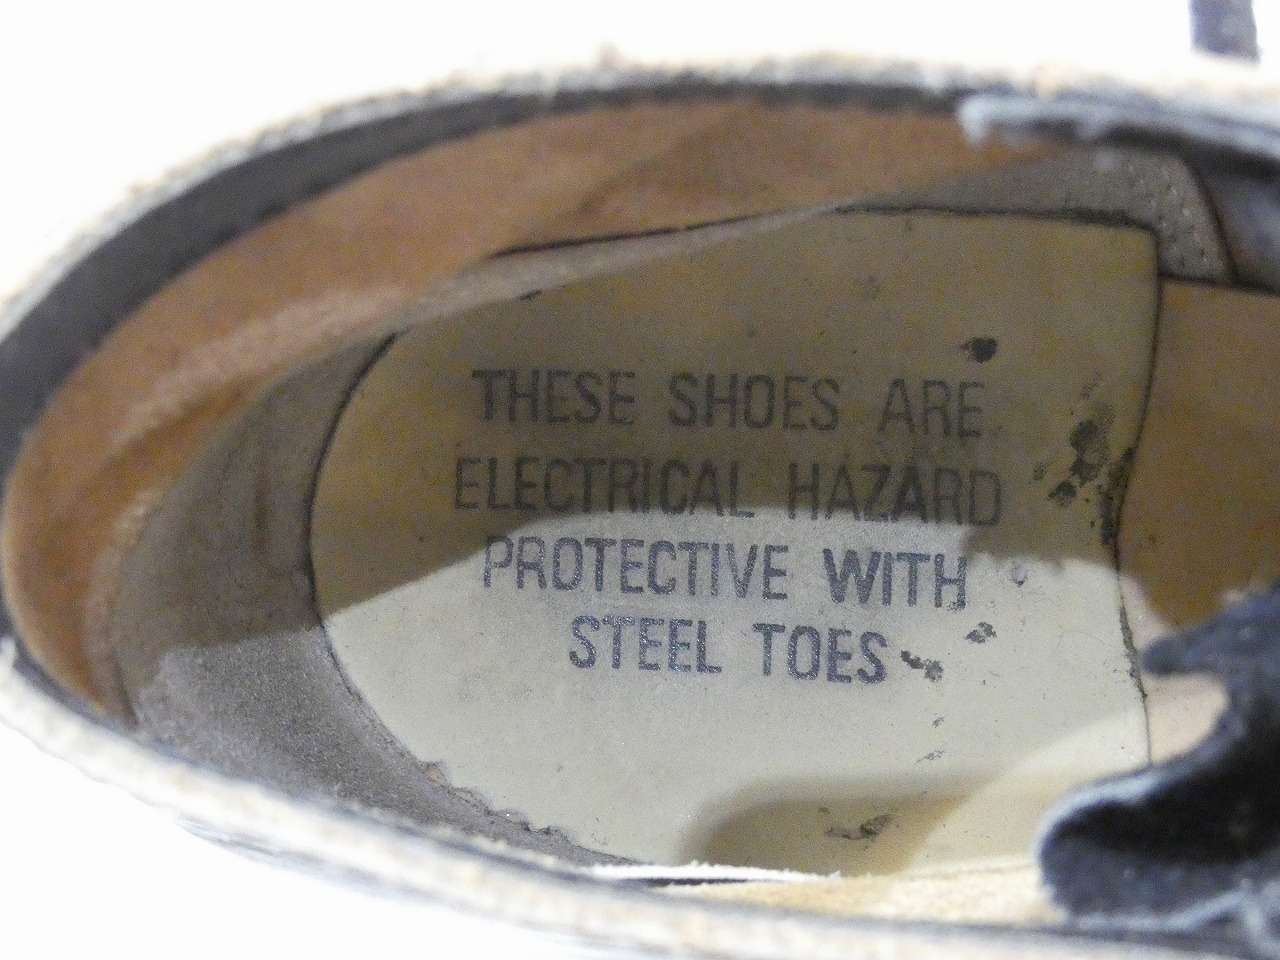 THESE SHOES ARE
ELECTRICAL HAZARD
PROTECTIVE WITH
STEEL TOES